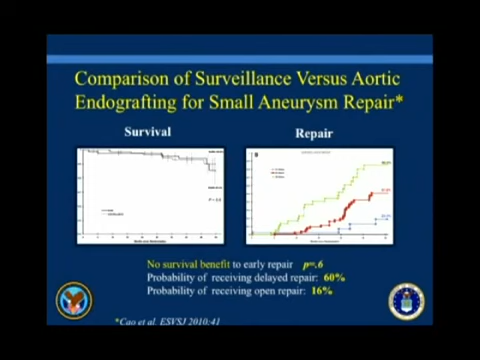 Comparison of Surveillance Versus Aortic
Endografting for Small Aneurysm Repair*
Survival
Repair
No survival benefit to early repair p=.6
Probability of receiving delayed repair: 60%
Probability of receiving open repair: 16%
*Cao et al. ESVSJ 2010;41